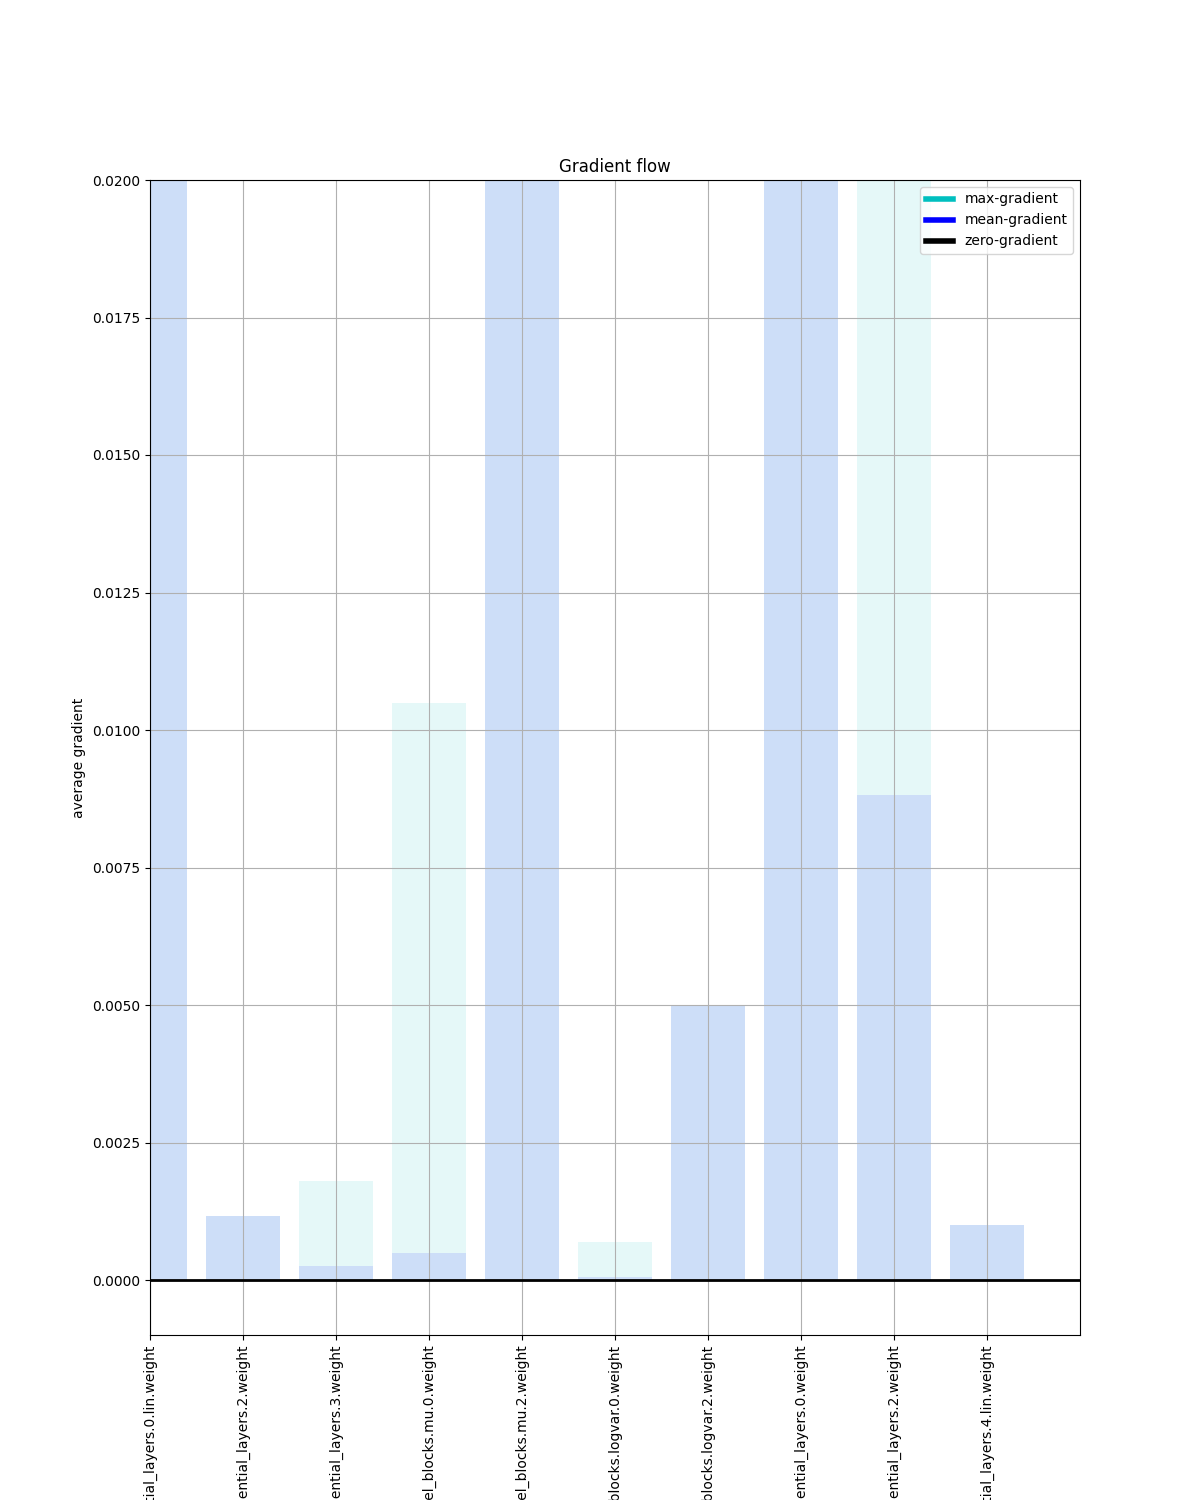 Gradient flow
max-gradient
mean-gradient
zero-gradient
0.0200
0.0175
0.0150
0.0125
0.0100
0.0075
0.0050
0.0025
0.0000
average gradient
tial_layers.0.lin.weight
ential_layers.2.weight
ential_layers.3.weight
el_blocks.mu.0.weight
el_blocks.mu.2.weight
blocks.logvar.0.weight
blocks.logvar.2.weight
ential_layers.0.weight
ential_layers.2.weight
tial_layers.4.lin.weight